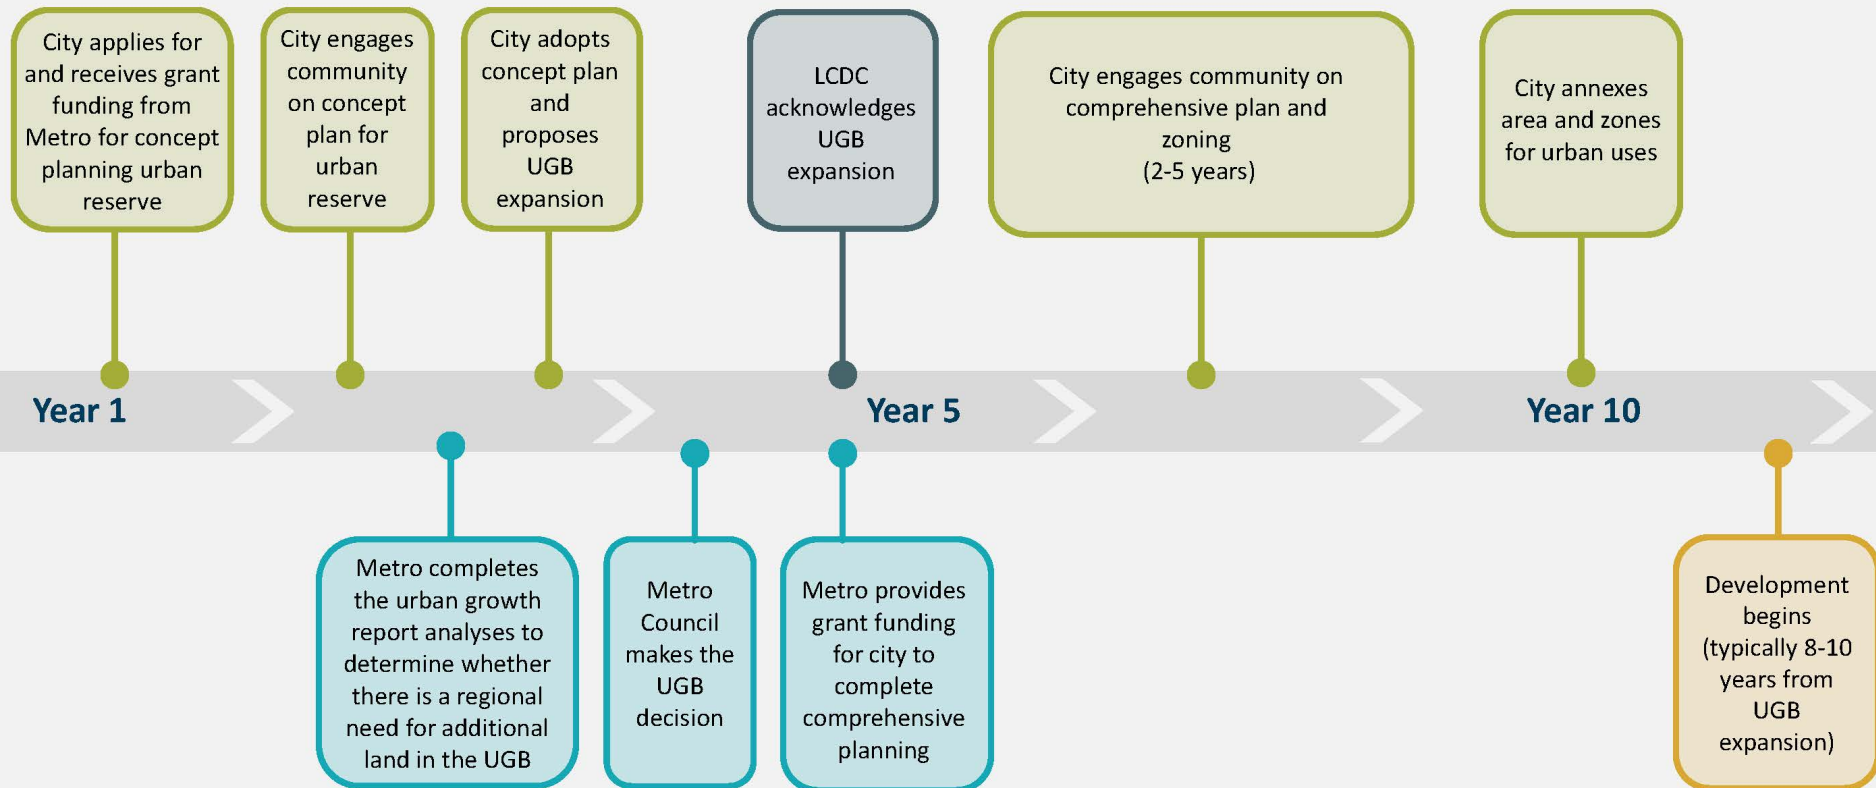 City applies for
and receives grant
funding from
Metro for concept
planning urban
reserve
City engages
community
on concept
plan for
urban
reserve
City adopts
concept plan
and
proposes
UGB
expansion
LCDC
acknowledges
UGB
expansion
City engages community on
comprehensive plan and
zoning
(2-5 years)
City annexes
area and zones
for urban uses
Year 1
Year 5
Year 10
Metro completes
the urban growth
report analyses to
determine whether
there is a regional
need for additional
land in the UGB
Metro
Council
makes the
UGB
decision
Metro provides
grant funding
for city to
complete
comprehensive
planning
Development
begins
(typically 8-10
years from
UGB
expansion)